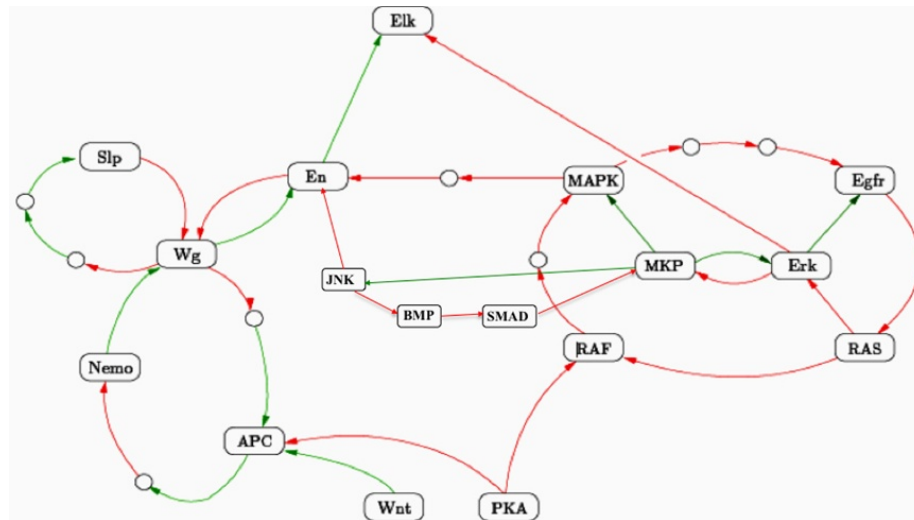 Elk
Slp
En
MAPK
Egfr
Wg
JNK
MKP
Erk
BMP
SMAD
Nemo
RAF
RAS
APC
Wnt
PKA